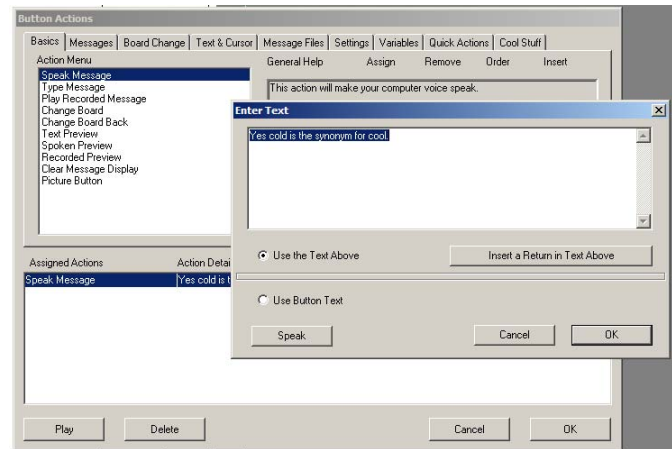 Button Actions
Basics Messages Board Change Text & Cursor Message Files Settings Variables Quick Actions Cool Stuff
Action Menu General Help Assign Remove Order Insert
Speak Message
This action will make your computer voice speak.
Type Message
Play Recorded Message
Change Board
Change Board Back
Text Preview
Spoken Preview
Recorded Preview
Clear Message Display
Picture Button
Enter Text
Yes cold is the synonym for cool.
Use the Text Above Insert a Return in Text Above
Use Button Text
Speak Cancel OK
Assigned Actions Action Detai
Speak Message Yes cold is t
Play Delete Cancel OK